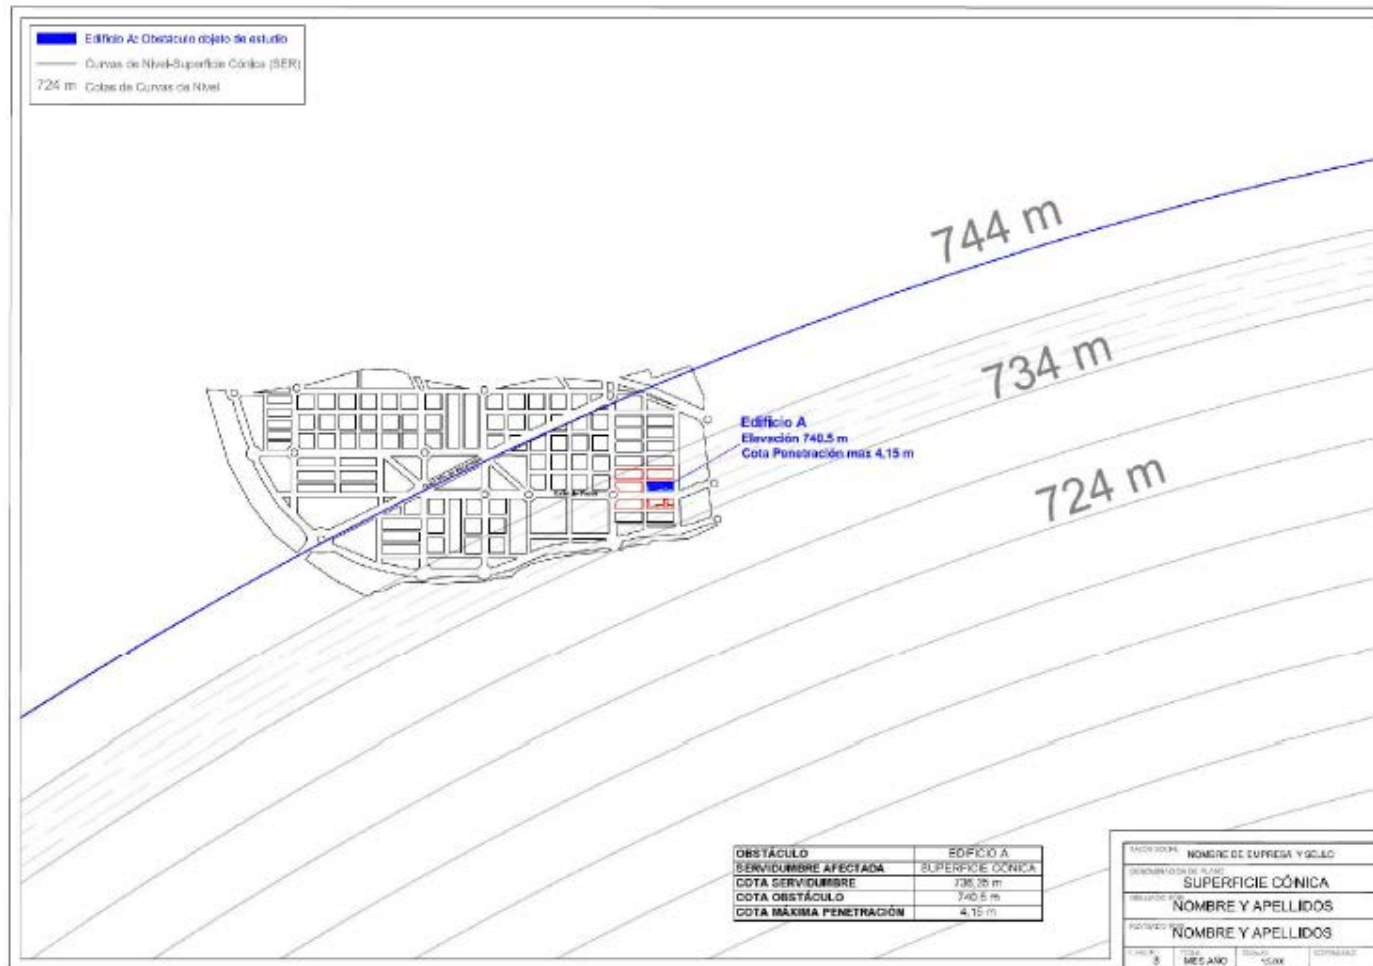 Edificio A: Obstáculo objeto de estudio
Curvas de Nivel-Superficie Cónica (SER)
724 m Cotas de Curvas de Nivel
744 m
734 m
724 m
Edificio A
Elevación 740.5 m
Cota Penetración max 4,15 m
OBSTÁCULO EDIFICIO A
SERVIDUMBRE AFECTADA SUPERFICIE CÓNICA
COTA SERVIDUMBRE 736,35 m
COTA OBSTÁCULO 740,5 m
COTA MÁXIMA PENETRACIÓN 4,15 m
NOMBRE DE EMPRESA Y SELLO
SUPERFICIE CÓNICA
NOMBRE Y APELLIDOS
NOMBRE Y APELLIDOS
MES AÑO